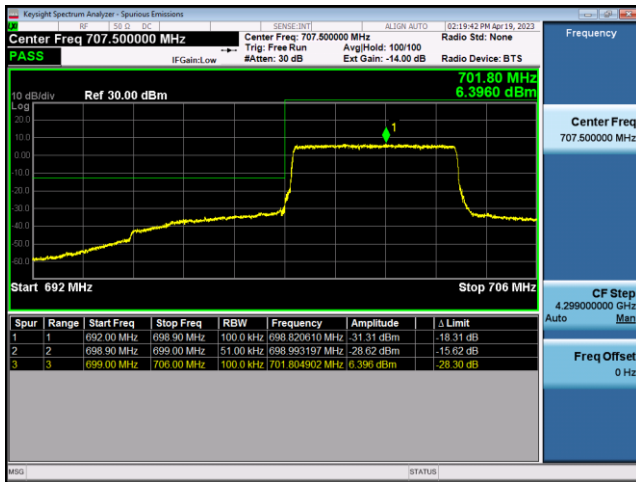 Keysight Spectrum Analyzer - Spurious Emissions
RF 50 Ω DC SENSE:INT ALIGN AUTO 02:19:42 PM Apr 19, 2023
Center Freq 707.500000 MHz Center Freq: 707.500000 MHz Radio Std: None
PASS Trig: Free Run Avg|Hold: 100/100
IFGain:Low #Atten: 30 dB Ext Gain: -14.00 dB Radio Device: BTS
701.80 MHz
10 dB/div Ref 30.00 dBm 6.3960 dBm
Log
20.0
10.0
0.00
-10.0
-20.0
-30.0
-40.0
-50.0
-60.0
1
Start 692 MHz Stop 706 MHz
Spur Range Start Freq Stop Freq RBW Frequency Amplitude Δ Limit
1 1 692.00 MHz 698.90 MHz 100.0 kHz 698.820610 MHz -31.31 dBm -18.31 dB
2 2 698.90 MHz 699.00 MHz 51.00 kHz 698.993197 MHz -28.62 dBm -15.62 dB
3 3 699.00 MHz 706.00 MHz 100.0 kHz 701.804902 MHz 6.396 dBm -28.30 dB
MSG STATUS
Frequency
Center Freq
707.500000 MHz
CF Step
4.299000000 GHz
Auto Man
Freq Offset
0 Hz